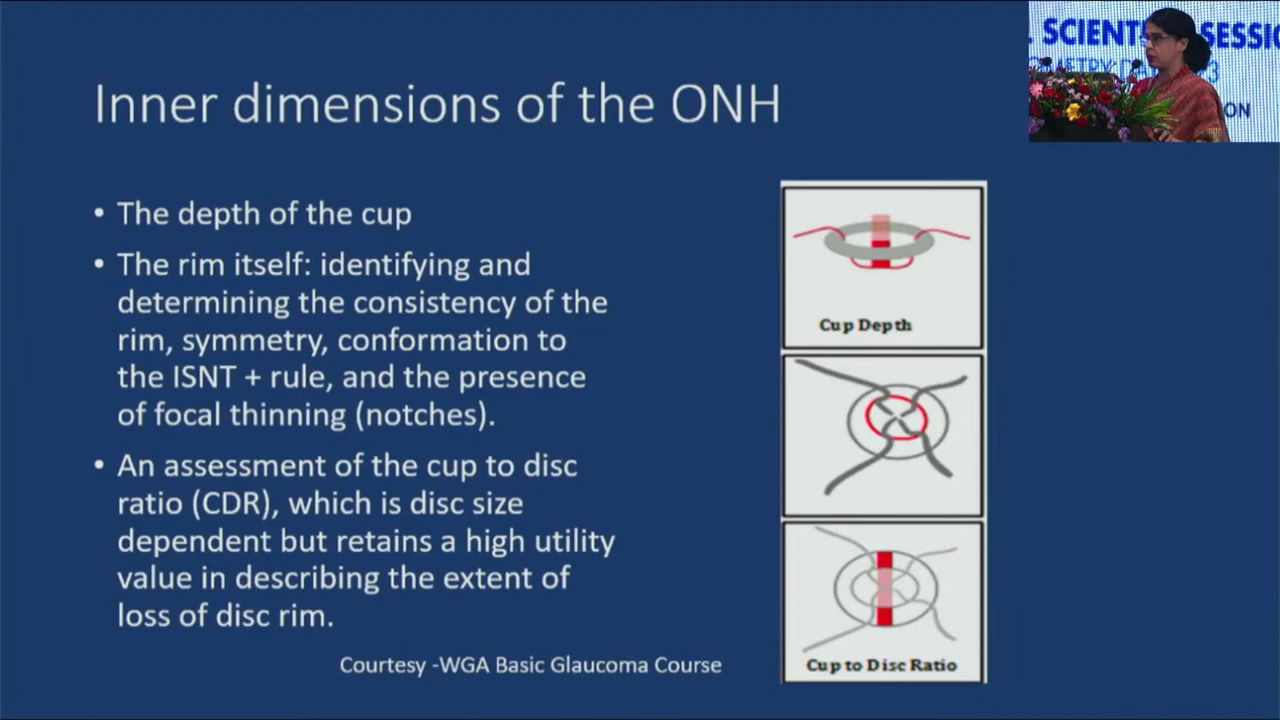 SCIENT SESSI
ON
Inner dimensions of the ONH
• The depth of the cup
• The rim itself: identifying and
determining the consistency of the
rim, symmetry, conformation to
the ISNT + rule, and the presence
of focal thinning (notches).
• An assessment of the cup to disc
ratio (CDR), which is disc size
dependent but retains a high utility
value in describing the extent of
loss of disc rim.
Courtesy -WGA Basic Glaucoma Course
Cup Depth
Cup to Disc Ratio